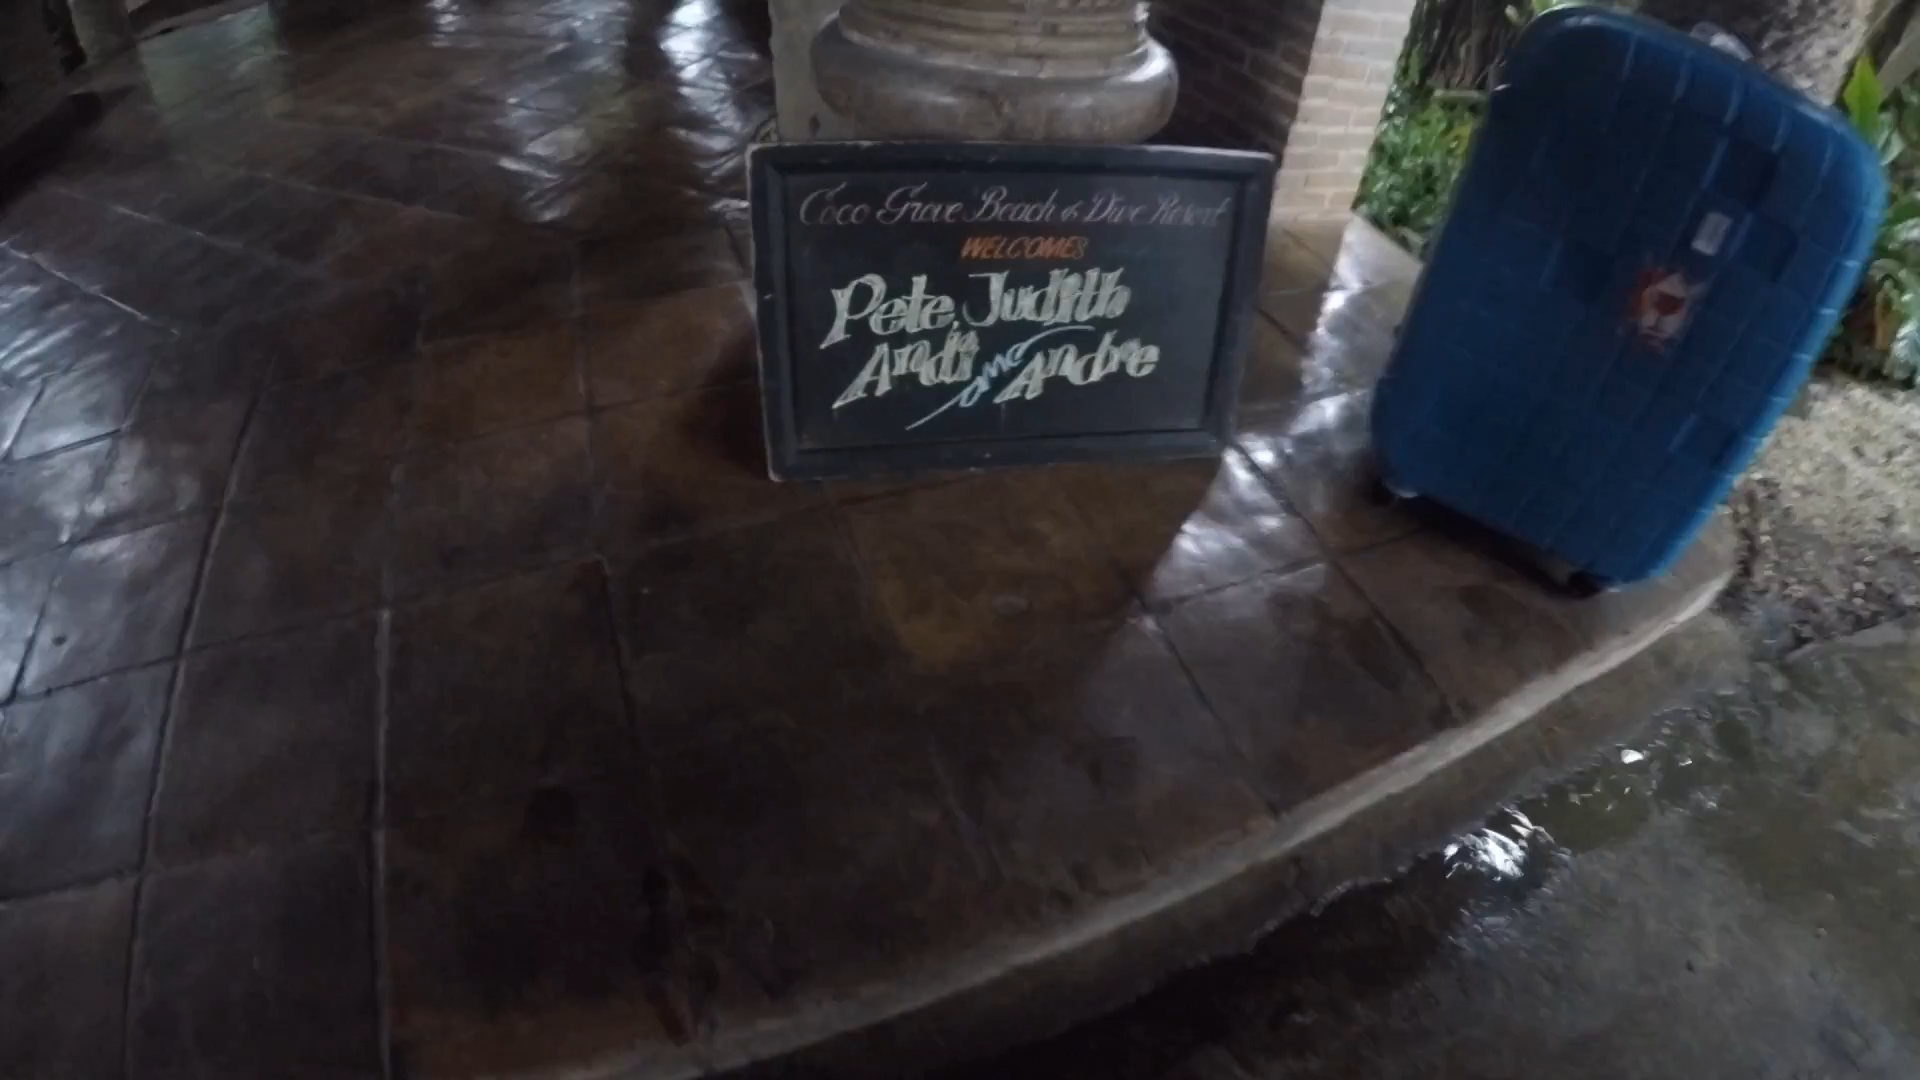 Coco Grove Beach & Dive Resort
WELCOMES
Pete, Judith
Andi and Andre